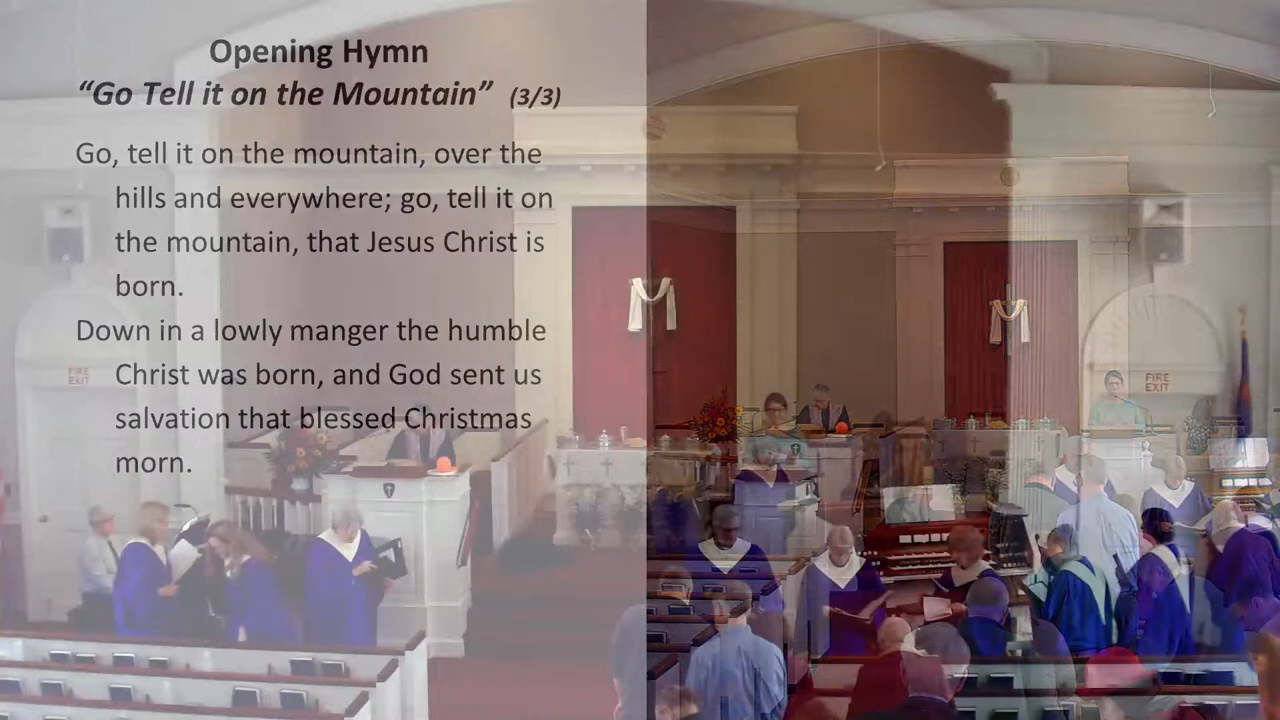 Opening Hymn
“Go Tell it on the Mountain” (3/3)
Go, tell it on the mountain, over the
hills and everywhere; go, tell it on
the mountain, that Jesus Christ is
born.
Down in a lowly manger the humble
Christ was born, and God sent us
salvation that blessed Christmas
morn.
FIRE
EXIT
FIRE
EXIT